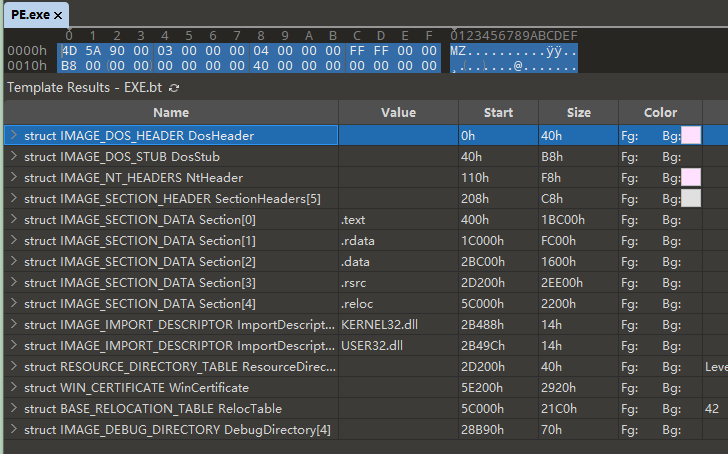 PE.exe ×
0 1 2 3 4 5 6 7 8 9 A B C D E F 0123456789ABCDEF
0000h 4D 5A 90 00 03 00 00 00 04 00 00 00 FF FF 00 00 MZ..........ÿÿ..
0010h B8 00 00 00 00 00 00 00 40 00 00 00 00 00 00 00 ¸.......@.......
Template Results - EXE.bt
Name Value Start Size Color
struct IMAGE_DOS_HEADER DosHeader 0h 40h Fg: Bg:
struct IMAGE_DOS_STUB DosStub 40h B8h Fg: Bg:
struct IMAGE_NT_HEADERS NtHeader 110h F8h Fg: Bg:
struct IMAGE_SECTION_HEADER SectionHeaders[5] 208h C8h Fg: Bg:
struct IMAGE_SECTION_DATA Section[0] .text 400h 1BC00h Fg: Bg:
struct IMAGE_SECTION_DATA Section[1] .rdata 1C000h FC00h Fg: Bg:
struct IMAGE_SECTION_DATA Section[2] .data 2BC00h 1600h Fg: Bg:
struct IMAGE_SECTION_DATA Section[3] .rsrc 2D200h 2EE00h Fg: Bg:
struct IMAGE_SECTION_DATA Section[4] .reloc 5C000h 2200h Fg: Bg:
struct IMAGE_IMPORT_DESCRIPTOR ImportDescript... KERNEL32.dll 2B488h 14h Fg: Bg:
struct IMAGE_IMPORT_DESCRIPTOR ImportDescript... USER32.dll 2B49Ch 14h Fg: Bg:
struct RESOURCE_DIRECTORY_TABLE ResourceDirec... 2D200h 40h Fg: Bg: Leve
struct WIN_CERTIFICATE WinCertificate 5E200h 2920h Fg: Bg:
struct BASE_RELOCATION_TABLE RelocTable 5C000h 21C0h Fg: Bg: 42
struct IMAGE_DEBUG_DIRECTORY DebugDirectory[4] 28B90h 70h Fg: Bg: